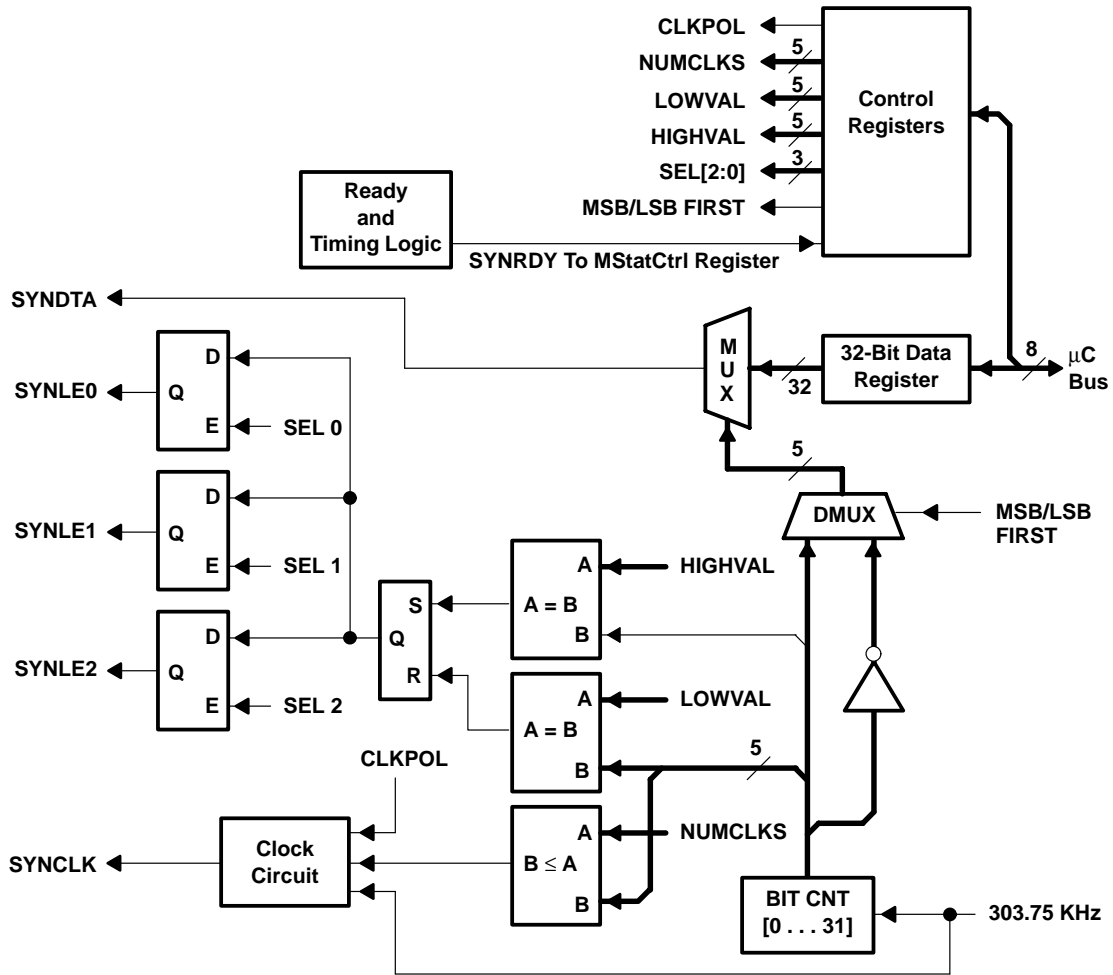 CLKPOL
5
NUMCLKS
5
LOWVAL
5
HIGHVAL
3
SEL[2:0]
MSB/LSB FIRST
Control
Registers
Ready
and
Timing Logic
SYNRDY To MStatCtrl Register
SYNDTA
M
U
X
32
32-Bit Data
Register
8
μC
Bus
D
Q
E
SYNLE0
SEL 0
5
DMUX
MSB/LSB
FIRST
D
Q
E
SYNLE1
SEL 1
A
A = B
B
HIGHVAL
S
Q
R
D
Q
E
SYNLE2
SEL 2
A
A = B
B
LOWVAL
5
CLKPOL
A
B ≤ A
B
NUMCLKS
SYNCLK
Clock
Circuit
BIT CNT
[0 . . . 31]
303.75 KHz